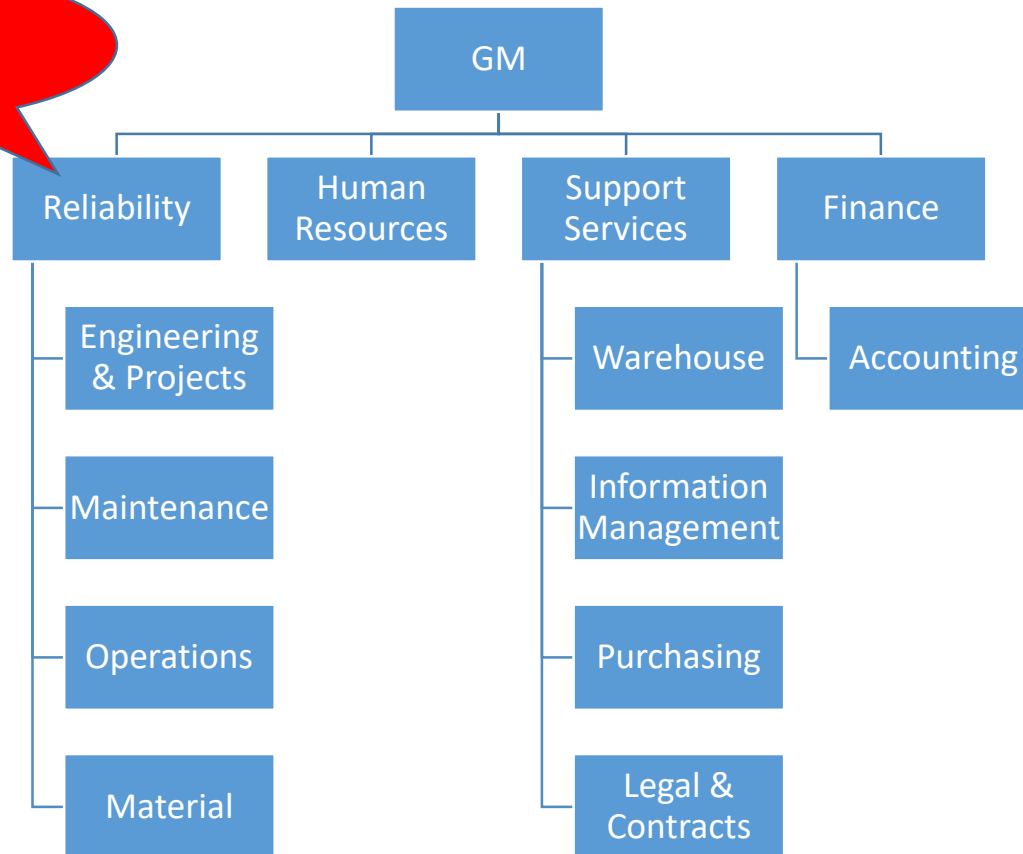 GM
Reliability
Human
Resources
Support
Services
Finance
Engineering
& Projects
Warehouse
Accounting
Maintenance
Information
Management
Operations
Purchasing
Material
Legal &
Contracts